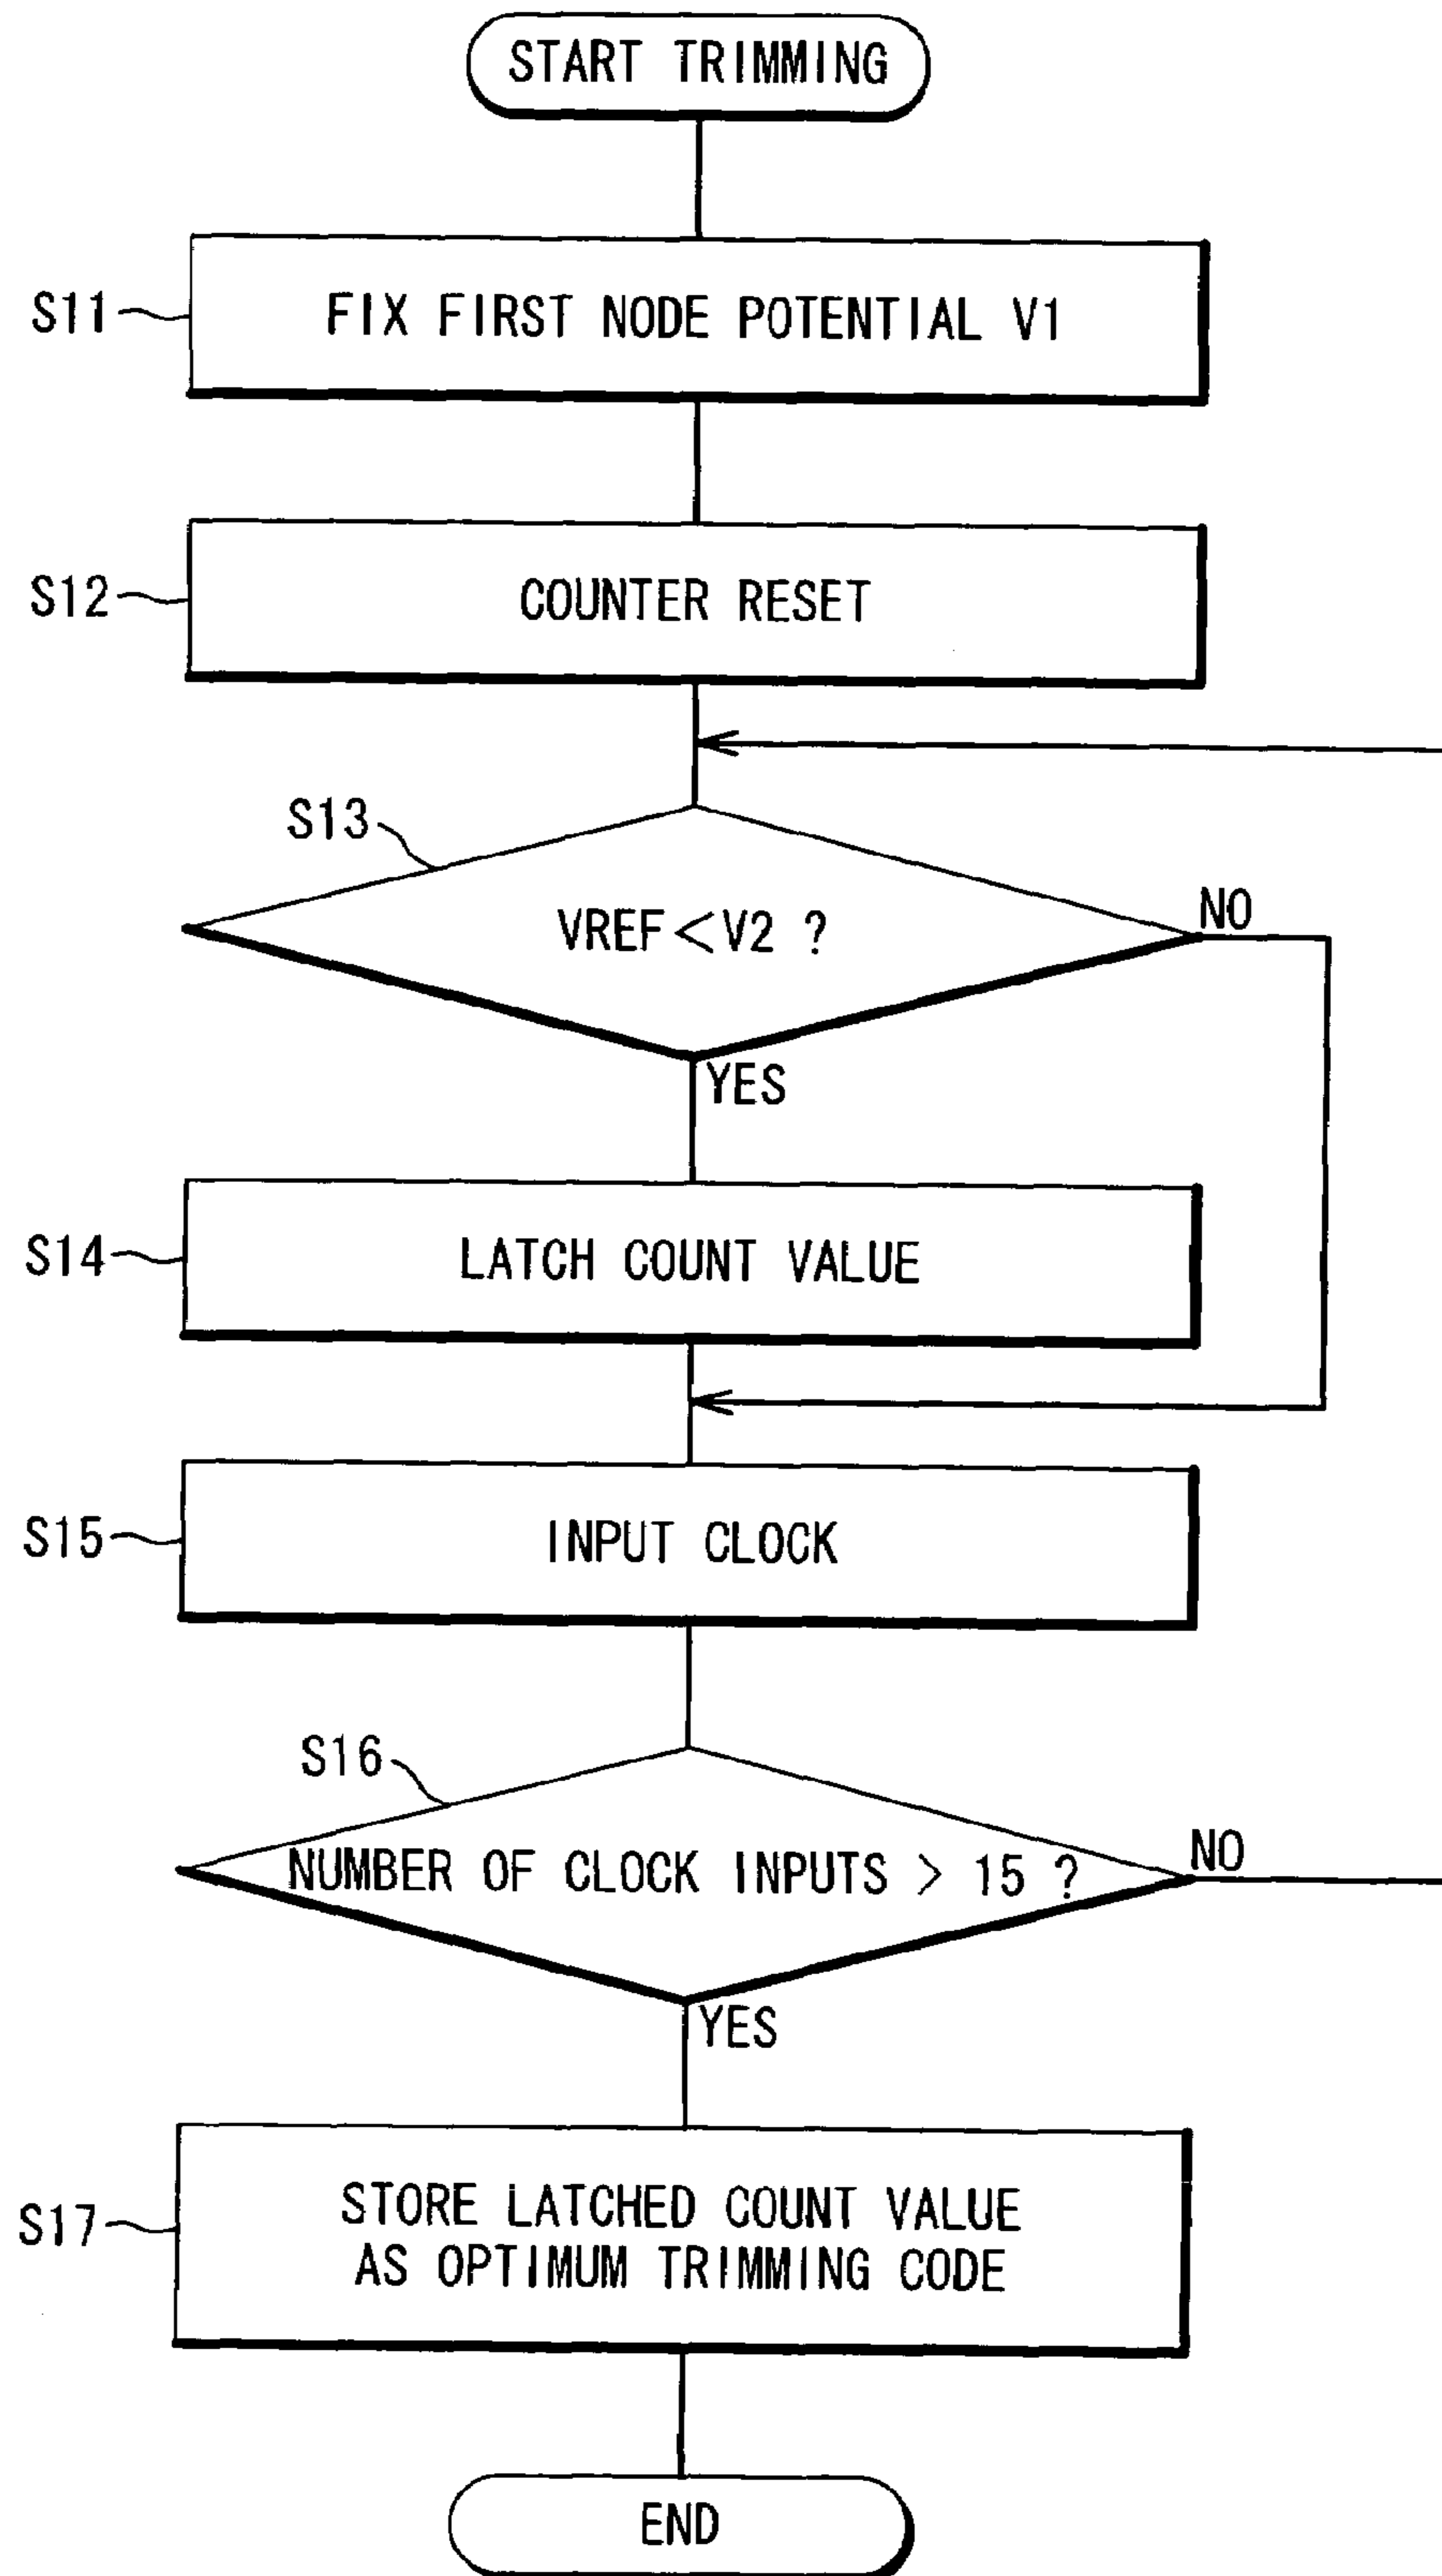 START TRIMMING
S11
FIX FIRST NODE POTENTIAL V1
S12
COUNTER RESET
S13
VREF<V2 ?
NO
YES
S14
LATCH COUNT VALUE
S15
INPUT CLOCK
S16
NUMBER OF CLOCK INPUTS > 15 ?
NO
YES
S17
STORE LATCHED COUNT VALUE
AS OPTIMUM TRIMMING CODE
END